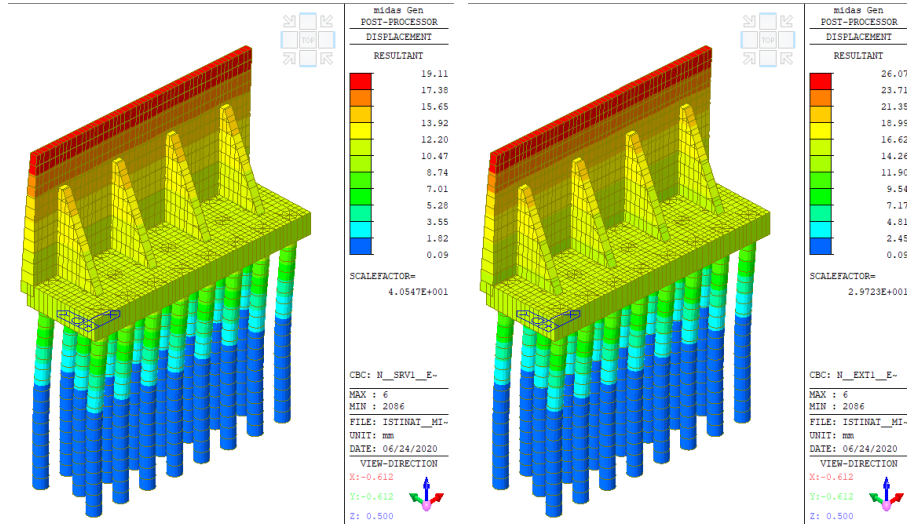 midas Gen
POST-PROCESSOR
DISPLACEMENT
RESULTANT
19.11
17.38
15.65
13.92
12.20
10.47
8.74
7.01
5.28
3.55
1.82
0.09
SCALEFACTOR=
4.0547E+001
CBC: N__SRV1__E~
MAX : 6
MIN : 2086
FILE: ISTINAT__MI~
UNIT: mm
DATE: 06/24/2020
VIEW-DIRECTION
X:-0.612
Y:-0.612
Z: 0.500
TOP
midas Gen
POST-PROCESSOR
DISPLACEMENT
RESULTANT
26.07
23.71
21.35
18.99
16.62
14.26
11.90
9.54
7.17
4.81
2.45
0.09
SCALEFACTOR=
2.9723E+001
CBC: N__EXT1__E~
MAX : 6
MIN : 2086
FILE: ISTINAT__MI~
UNIT: mm
DATE: 06/24/2020
VIEW-DIRECTION
X:-0.612
Y:-0.612
Z: 0.500
TOP